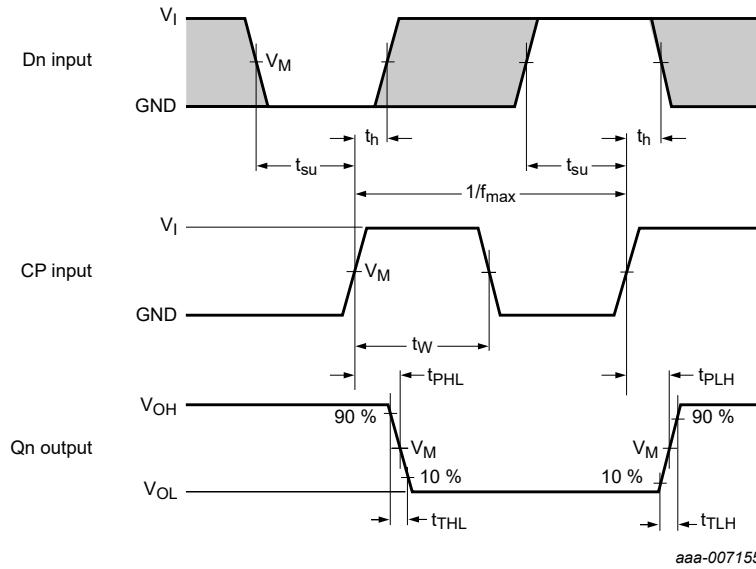 V_I
Dn input
V_M
GND
t_h
t_h
t_su
t_su
1/f_max
V_I
CP input
V_M
GND
t_W
t_PHL
t_PLH
V_OH
90 %
90 %
Qn output
V_M
V_M
10 %
10 %
V_OL
t_THL
t_TLH
aaa-007155